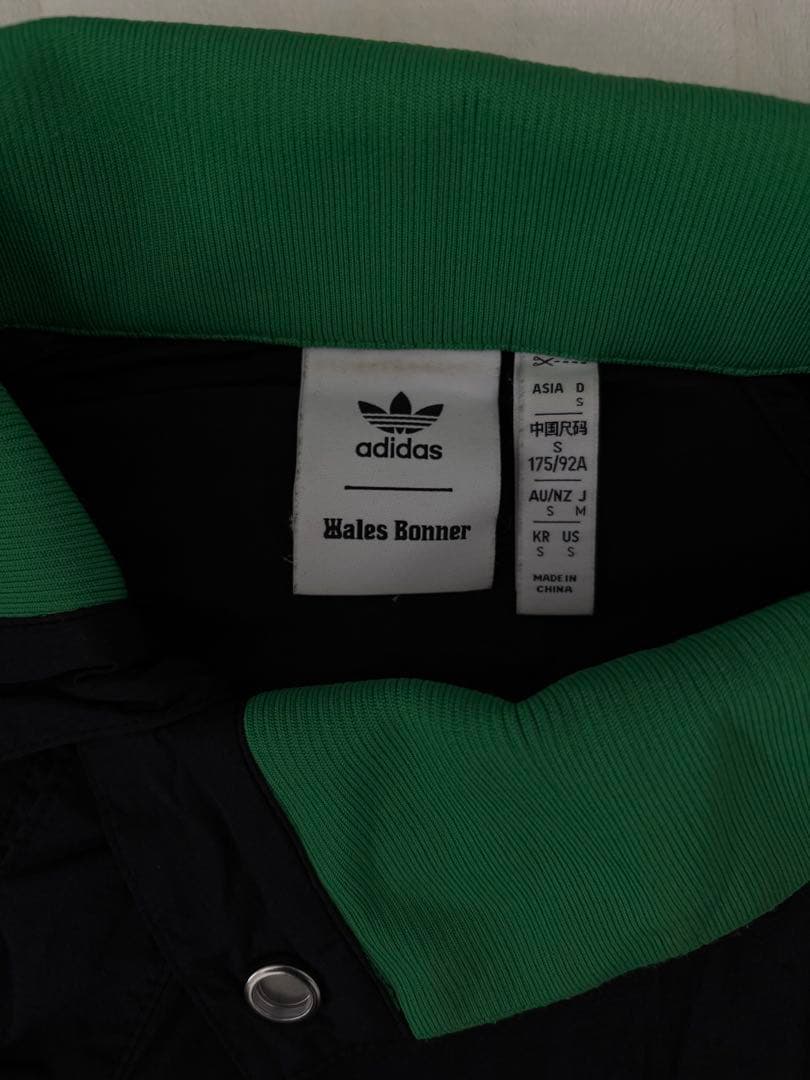 adidas
Wales Bonner
ASIA D
S
中国尺码
S
175/92A
AU/NZ J
S M
KR US
S S
MADE IN
CHINA